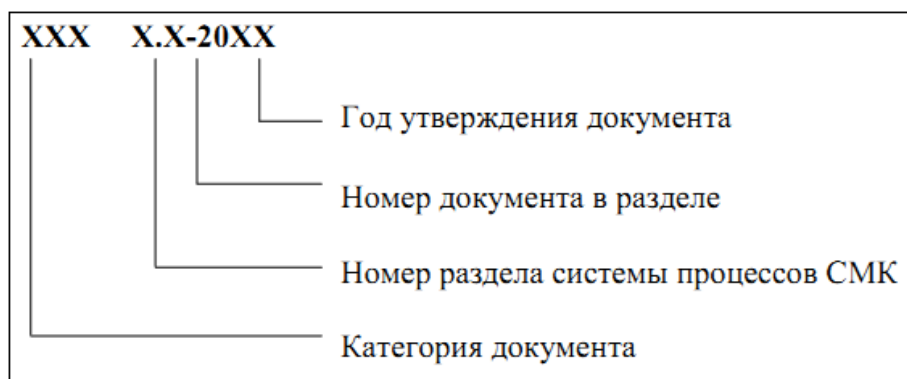 XXX X.X-20XX
Год утверждения документа
Номер документа в разделе
Номер раздела системы процессов СМК
Категория документа